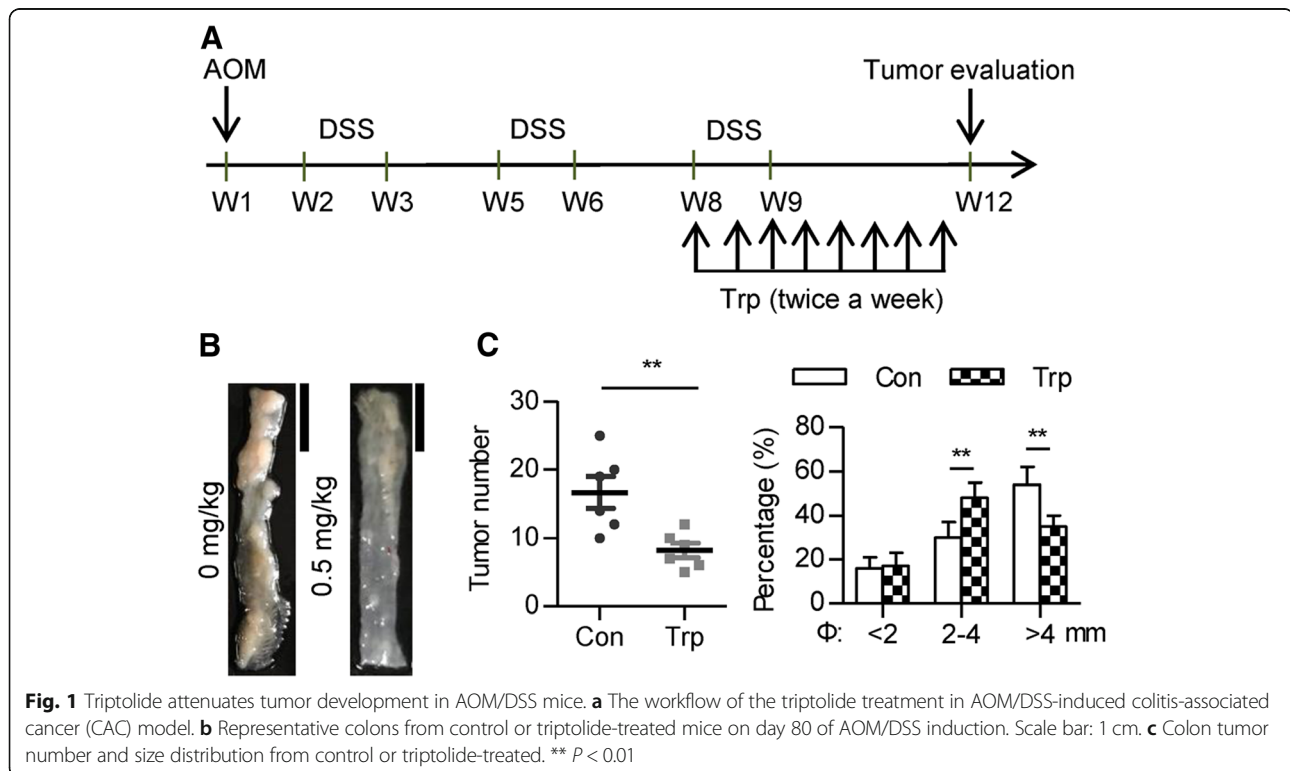 A
AOM
Tumor evaluation
DSS DSS DSS
W1 W2 W3 W5 W6 W8 W9 W12
Trp (twice a week)
B
0 mg/kg
0.5 mg/kg
C
**
Tumor number
30
20
10
0
Con Trp
Con Trp
Percentage (%)
80
60
40
20
0
**
**
Φ: <2 2-4 >4 mm
Fig. 1 Triptolide attenuates tumor development in AOM/DSS mice. a The workflow of the triptolide treatment in AOM/DSS-induced colitis-associated
cancer (CAC) model. b Representative colons from control or triptolide-treated mice on day 80 of AOM/DSS induction. Scale bar: 1 cm. c Colon tumor
number and size distribution from control or triptolide-treated. ** P < 0.01